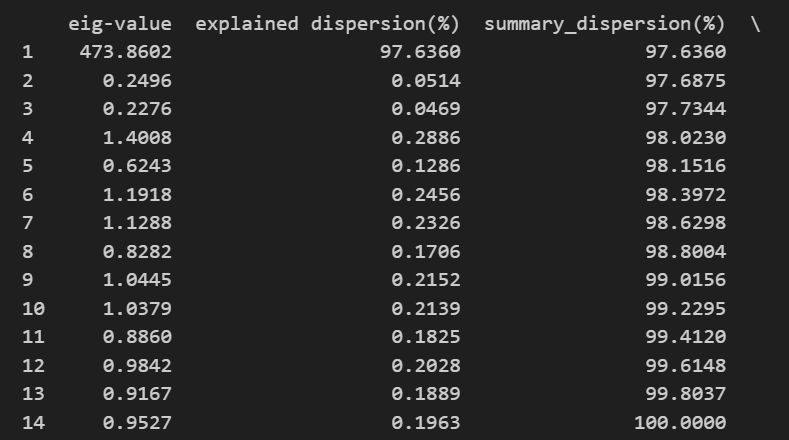 eig-value explained dispersion(%) summary_dispersion(%) \
1 473.8602 97.6360 97.6360
2 0.2496 0.0514 97.6875
3 0.2276 0.0469 97.7344
4 1.4008 0.2886 98.0230
5 0.6243 0.1286 98.1516
6 1.1918 0.2456 98.3972
7 1.1288 0.2326 98.6298
8 0.8282 0.1706 98.8004
9 1.0445 0.2152 99.0156
10 1.0379 0.2139 99.2295
11 0.8860 0.1825 99.4120
12 0.9842 0.2028 99.6148
13 0.9167 0.1889 99.8037
14 0.9527 0.1963 100.0000